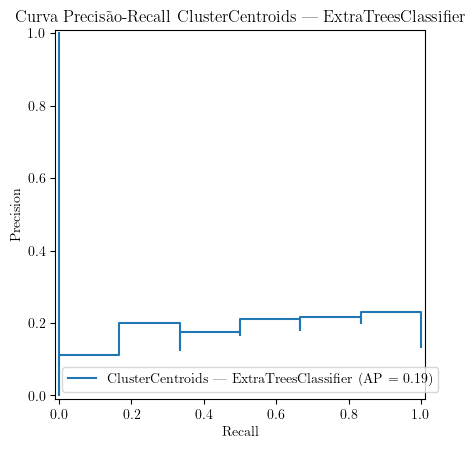 Curva Precisão-Recall ClusterCentroids — ExtraTreesClassifier
1.0
0.8
0.6
0.4
0.2
0.0
Precision
ClusterCentroids — ExtraTreesClassifier (AP = 0.19)
0.0 0.2 0.4 0.6 0.8 1.0
Recall